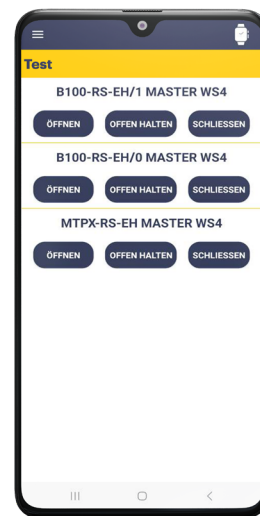 Test
B100-RS-EH/1 MASTER WS4
ÖFFNEN OFFEN HALTEN SCHLIESSEN
B100-RS-EH/0 MASTER WS4
ÖFFNEN OFFEN HALTEN SCHLIESSEN
MTPX-RS-EH MASTER WS4
ÖFFNEN OFFEN HALTEN SCHLIESSEN